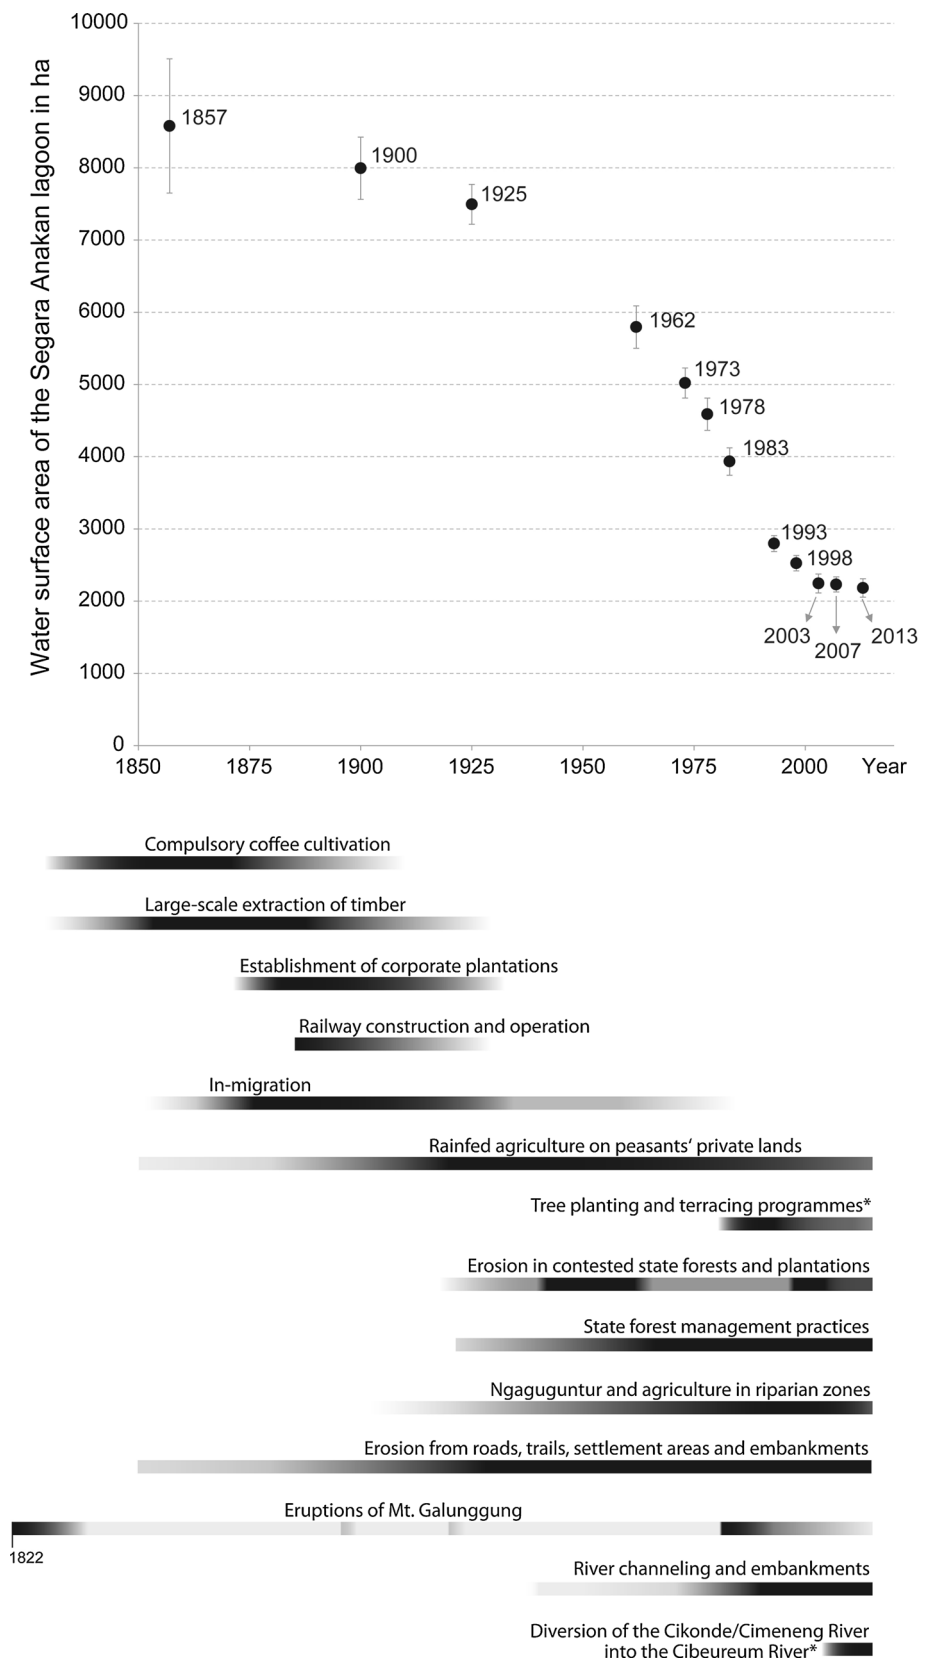 Water surface area of the Segara Anakan lagoon in ha
10000
9000
8000
7000
6000
5000
4000
3000
2000
1000
0
1857
1900
1925
1962
1973
1978
1983
1993
1998
2003
2007
2013
1850
1875
1900
1925
1950
1975
2000
Year
Compulsory coffee cultivation
Large-scale extraction of timber
Establishment of corporate plantations
Railway construction and operation
In-migration
Rainfed agriculture on peasants‘ private lands
Tree planting and terracing programmes*
Erosion in contested state forests and plantations
State forest management practices
Ngaguguntur and agriculture in riparian zones
Erosion from roads, trails, settlement areas and embankments
Eruptions of Mt. Galunggung
1822
River channeling and embankments
Diversion of the Cikonde/Cimeneng River
into the Cibeureum River*